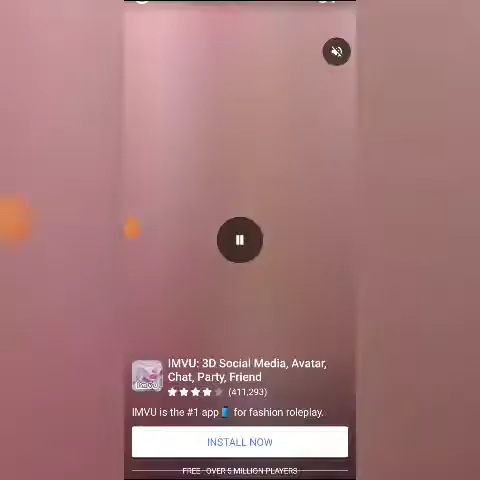 IMVU: 3D Social Media, Avatar,
Chat, Party, Friend
(411,293)
IMVU is the #1 app👖 for fashion roleplay.
INSTALL NOW
FREE · OVER 5 MILLION PLAYERS